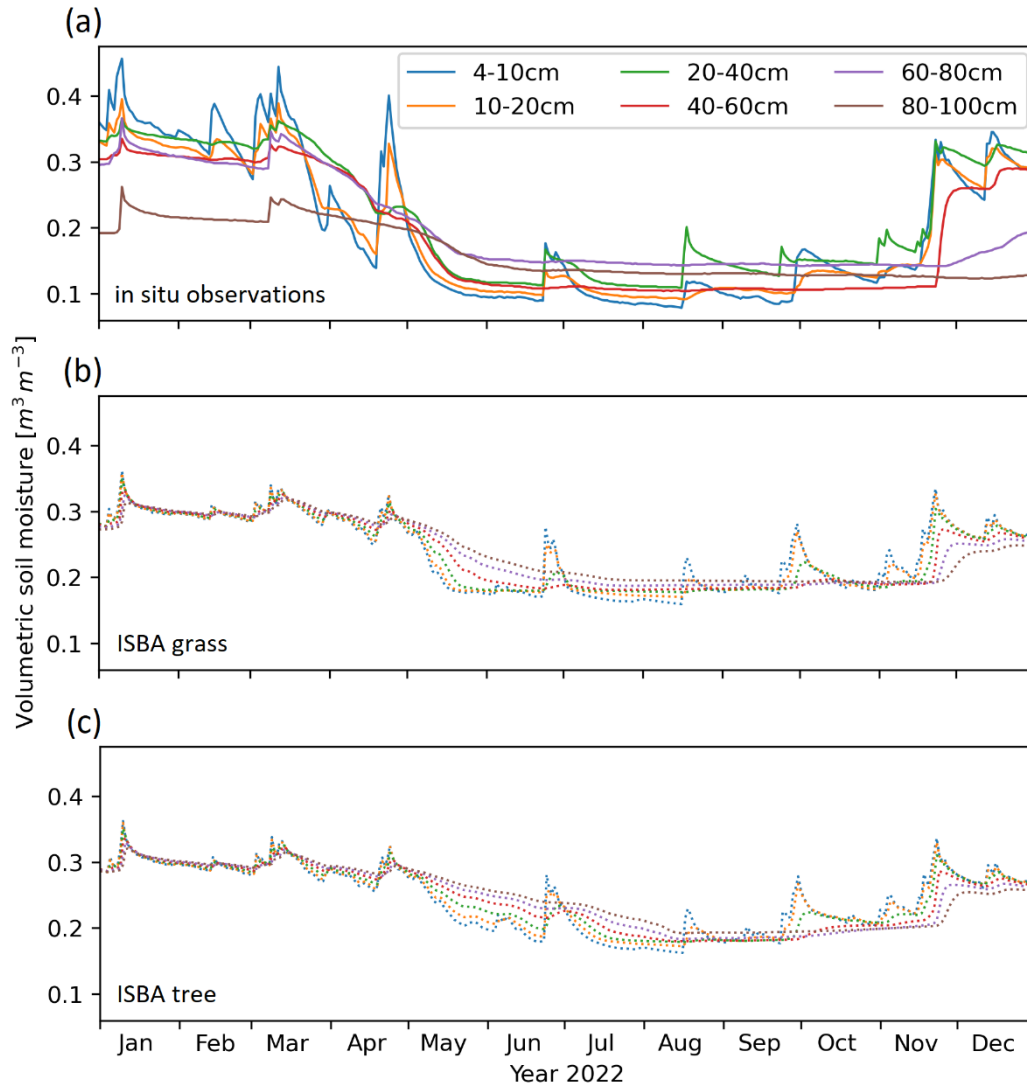 (a)
4-10cm 20-40cm 60-80cm
10-20cm 40-60cm 80-100cm
0.4
0.3
0.2
0.1
in situ observations
(b)
0.4
0.3
0.2
0.1
ISBA grass
Volumetric soil moisture [m³ m⁻³]
(c)
0.4
0.3
0.2
0.1
ISBA tree
Jan Feb Mar Apr May Jun Jul Aug Sep Oct Nov Dec
Year 2022